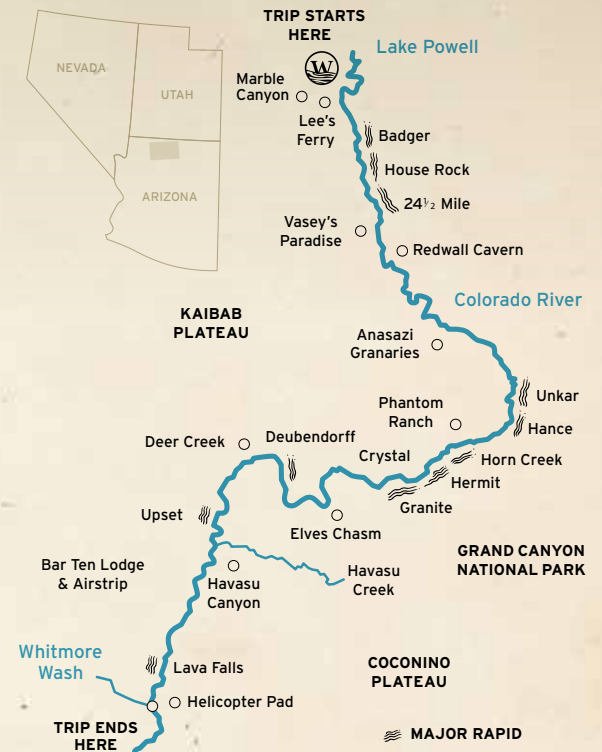 TRIP STARTS
HERE
Lake Powell
W
NEVADA
UTAH
ARIZONA
Marble
Canyon
Lee's
Ferry
Badger
House Rock
24½ Mile
Vasey's
Paradise
Redwall Cavern
Colorado River
KAIBAB
PLATEAU
Anasazi
Granaries
Unkar
Phantom
Ranch
Hance
Deer Creek
Deubendorff
Crystal
Horn Creek
Hermit
Granite
Upset
Elves Chasm
GRAND CANYON
NATIONAL PARK
Bar Ten Lodge
& Airstrip
Havasu
Canyon
Havasu
Creek
Whitmore
Wash
Lava Falls
COCONINO
PLATEAU
Helicopter Pad
TRIP ENDS
HERE
MAJOR RAPID